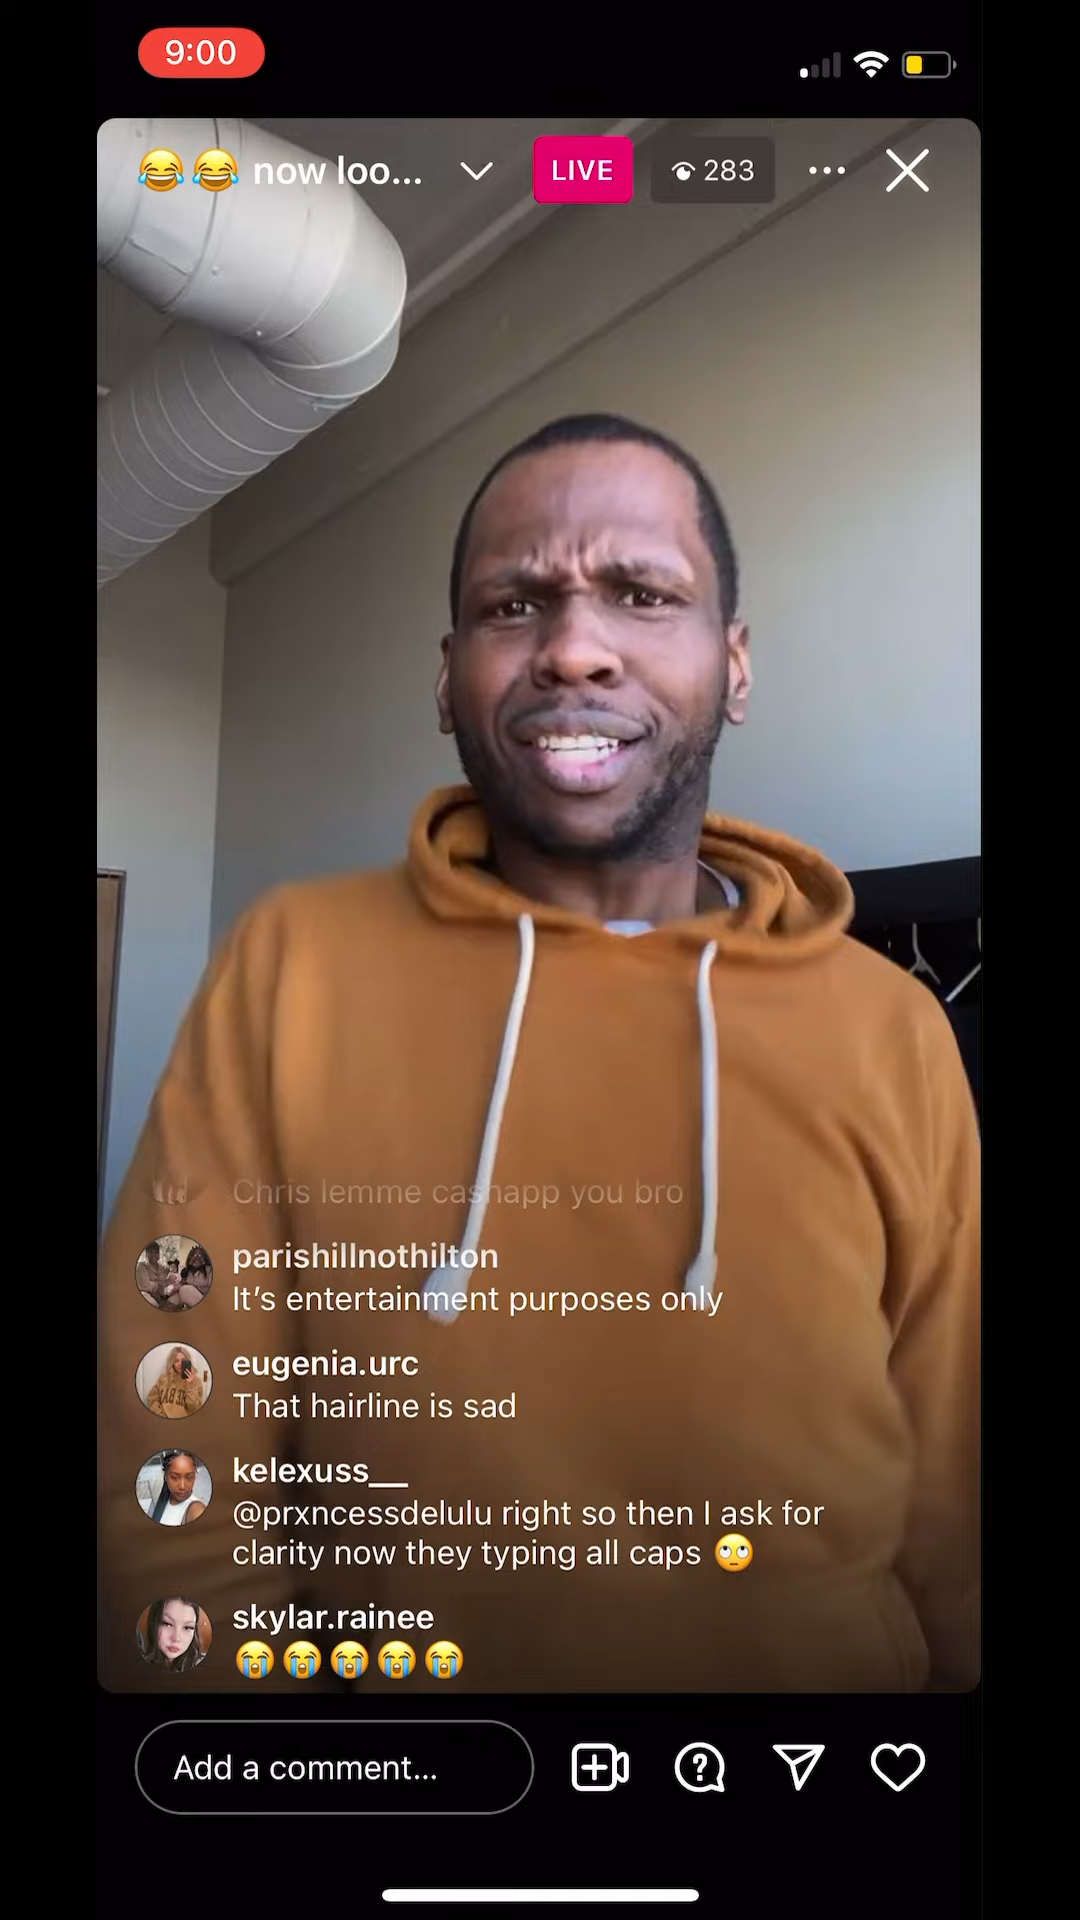 9:00
😂😂 now loo...
LIVE
283
Chris lemme cashapp you bro
parishillnothilton
It’s entertainment purposes only
eugenia.urc
That hairline is sad
kelexuss__
@prxncessdelulu right so then I ask for
clarity now they typing all caps 🙄
skylar.rainee
😭😭😭😭😭
Add a comment...